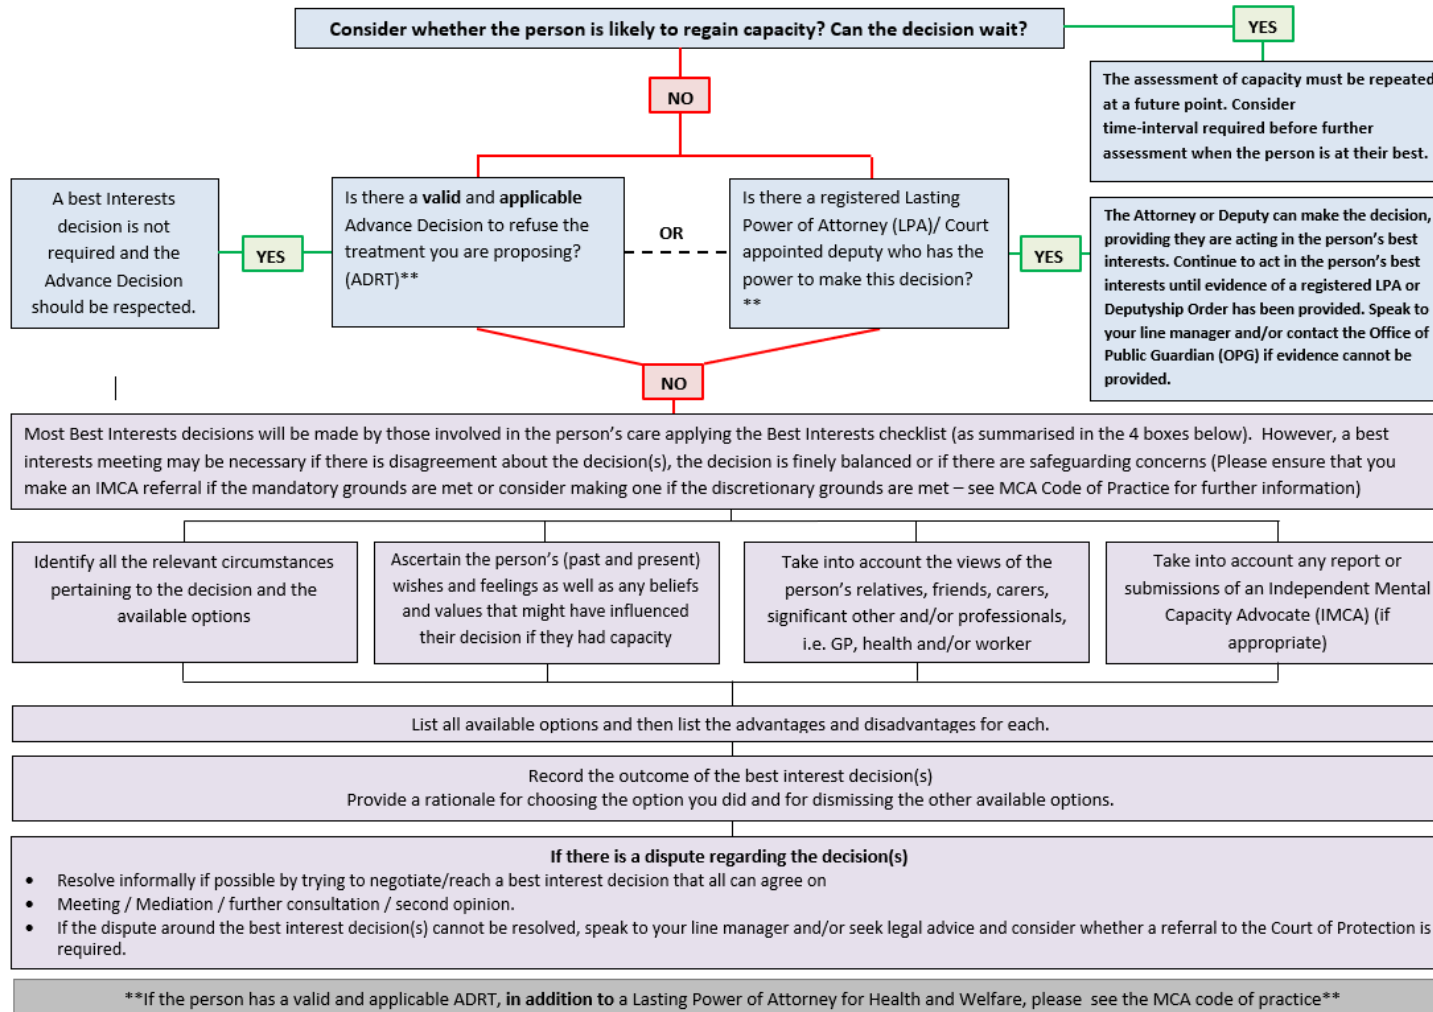 Consider whether the person is likely to regain capacity? Can the decision wait?
YES
NO
The assessment of capacity must be repeated
at a future point. Consider
time-interval required before further
assessment when the person is at their best.
A best Interests
decision is not
required and the
Advance Decision
should be respected.
YES
Is there a valid and applicable
Advance Decision to refuse the
treatment you are proposing?
(ADRT)**
OR
Is there a registered Lasting
Power of Attorney (LPA)/ Court
appointed deputy who has the
power to make this decision?
**
YES
The Attorney or Deputy can make the decision,
providing they are acting in the person's best
interests. Continue to act in the person's best
interests until evidence of a registered LPA or
Deputyship Order has been provided. Speak to
your line manager and/or contact the Office of
Public Guardian (OPG) if evidence cannot be
provided.
NO
Most Best Interests decisions will be made by those involved in the person's care applying the Best Interests checklist (as summarised in the 4 boxes below). However, a best
interests meeting may be necessary if there is disagreement about the decision(s), the decision is finely balanced or if there are safeguarding concerns (Please ensure that you
make an IMCA referral if the mandatory grounds are met or consider making one if the discretionary grounds are met – see MCA Code of Practice for further information)
Identify all the relevant circumstances
pertaining to the decision and the
available options
Ascertain the person's (past and present)
wishes and feelings as well as any beliefs
and values that might have influenced
their decision if they had capacity
Take into account the views of the
person's relatives, friends, carers,
significant other and/or professionals,
i.e. GP, health and/or worker
Take into account any report or
submissions of an Independent Mental
Capacity Advocate (IMCA) (if
appropriate)
List all available options and then list the advantages and disadvantages for each.
Record the outcome of the best interest decision(s)
Provide a rationale for choosing the option you did and for dismissing the other available options.
If there is a dispute regarding the decision(s)
• Resolve informally if possible by trying to negotiate/reach a best interest decision that all can agree on
• Meeting / Mediation / further consultation / second opinion.
• If the dispute around the best interest decision(s) cannot be resolved, speak to your line manager and/or seek legal advice and consider whether a referral to the Court of Protection is
required.
**If the person has a valid and applicable ADRT, in addition to a Lasting Power of Attorney for Health and Welfare, please see the MCA code of practice**